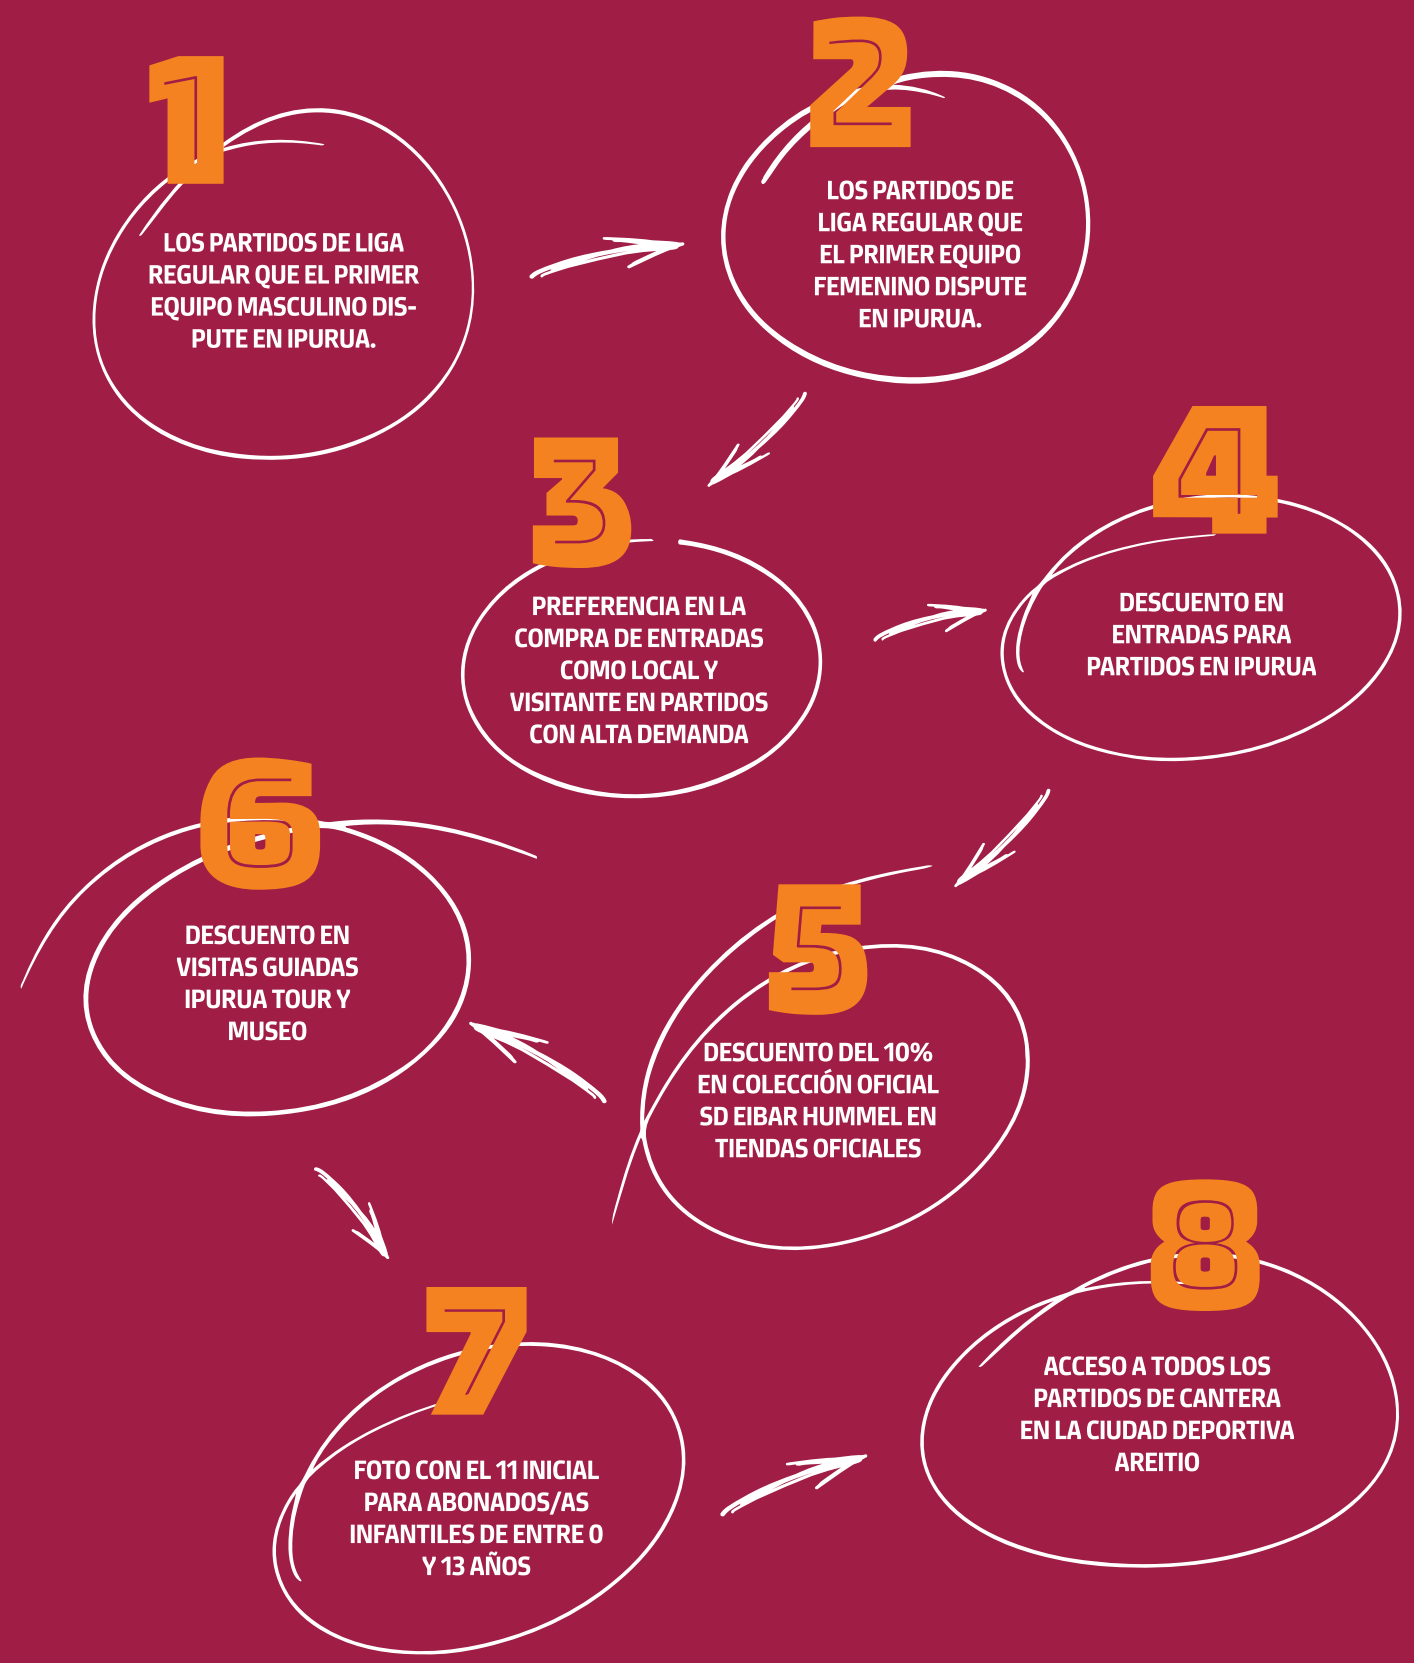 1
LOS PARTIDOS DE LIGA
REGULAR QUE EL PRIMER
EQUIPO MASCULINO DIS-
PUTE EN IPURUA.
2
LOS PARTIDOS DE
LIGA REGULAR QUE
EL PRIMER EQUIPO
FEMENINO DISPUTE
EN IPURUA.
3
PREFERENCIA EN LA
COMPRA DE ENTRADAS
COMO LOCAL Y
VISITANTE EN PARTIDOS
CON ALTA DEMANDA
4
DESCUENTO EN
ENTRADAS PARA
PARTIDOS EN IPURUA
5
DESCUENTO DEL 10%
EN COLECCIÓN OFICIAL
SD EIBAR HUMMEL EN
TIENDAS OFICIALES
6
DESCUENTO EN
VISITAS GUIADAS
IPURUA TOUR Y
MUSEO
7
FOTO CON EL 11 INICIAL
PARA ABONADOS/AS
INFANTILES DE ENTRE 0
Y 13 AÑOS
8
ACCESO A TODOS LOS
PARTIDOS DE CANTERA
EN LA CIUDAD DEPORTIVA
AREITIO